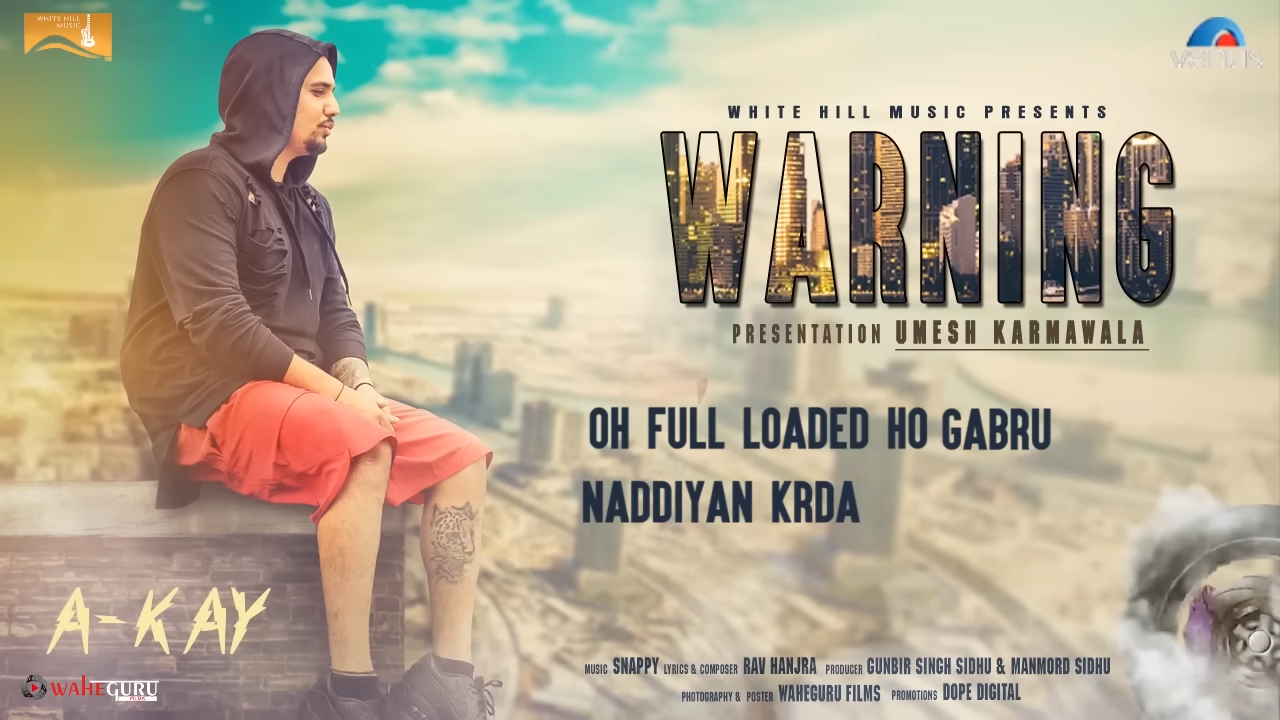 WHITE HILL
MUSIC
venus
WHITE HILL MUSIC PRESENTS
WARNING
PRESENTATION UMESH KARMAWALA
OH FULL LOADED HO GABRU
NADDIYAN KRDA
A-KAY
WAHEGURU
MUSIC SNAPPY LYRICS & COMPOSER RAV HANJRA PRODUCER GUNBIR SINGH SIDHU & MANMORD SIDHU
PHOTOGRAPHY & POSTER WAHEGURU FILMS PROMOTIONS DOPE DIGITAL